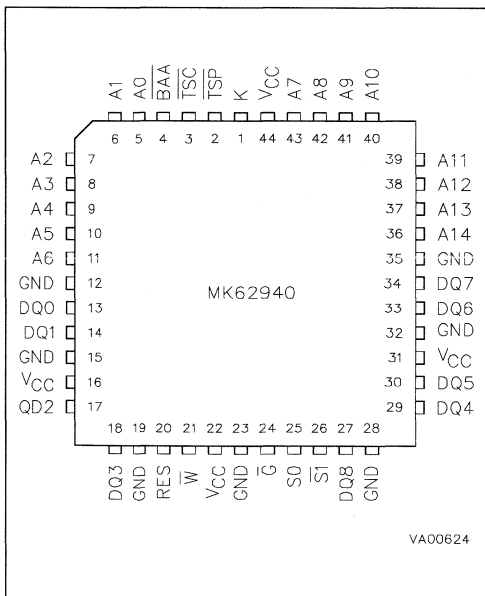 A1 A0 B̅A̅A̅ T̅S̅C̅ T̅S̅P̅ K VCC A7 A8 A9 A10
6 5 4 3 2 1 44 43 42 41 40
A2 7 39 A11
A3 8 38 A12
A4 9 37 A13
A5 10 36 A14
A6 11 35 GND
GND 12 34 DQ7
DQ0 13 MK62940 33 DQ6
DQ1 14 32 GND
GND 15 31 VCC
VCC 16 30 DQ5
QD2 17 29 DQ4
18 19 20 21 22 23 24 25 26 27 28
DQ3 GND RES W̅ VCC GND G̅ S0 S̅1̅ DQ8 GND
VA00624